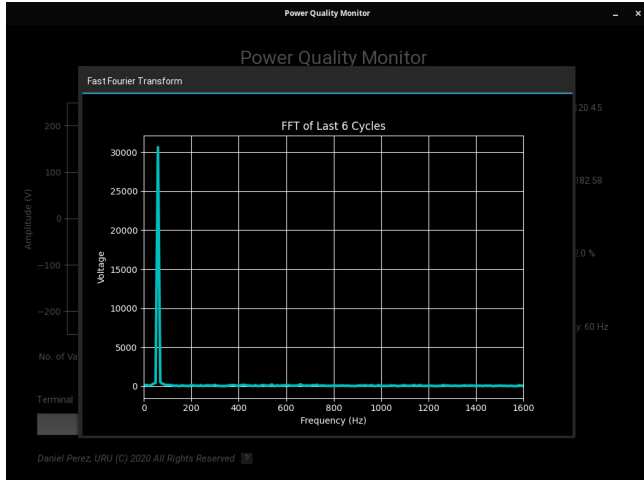 Power Quality Monitor
Power Quality Monitor
Fast Fourier Transform
FFT of Last 6 Cycles
30000
25000
20000
15000
10000
5000
0
Voltage
0 200 400 600 800 1000 1200 1400 1600
Frequency (Hz)
200
100
0
−100
−200
Amplitude (V)
120.45
182.58
2.0 %
y: 60 Hz
No. of Va
Terminal
Daniel Perez, URU (C) 2020 All Rights Reserved ?